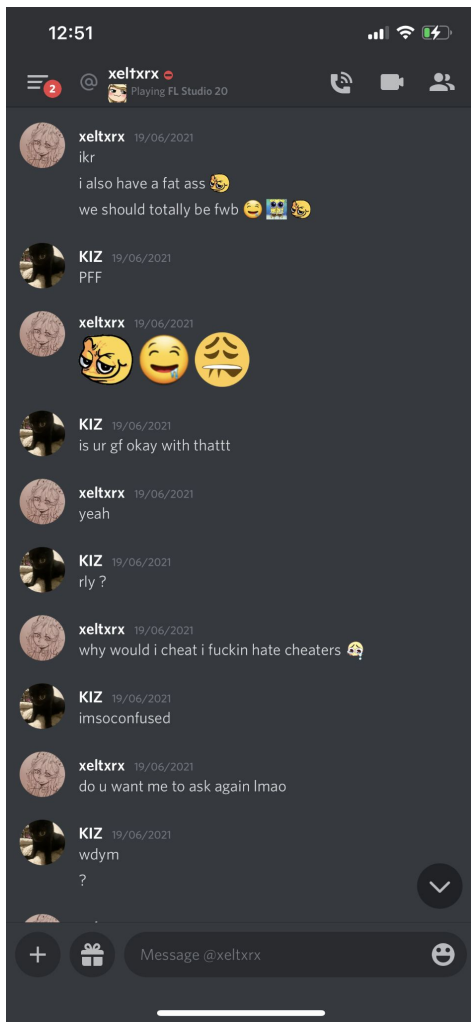 12:51
2
@ xeltxrx
Playing FL Studio 20
xeltxrx 19/06/2021
ikr
i also have a fat ass
we should totally be fwb
KIZ 19/06/2021
PFF
xeltxrx 19/06/2021
KIZ 19/06/2021
is ur gf okay with thattt
xeltxrx 19/06/2021
yeah
KIZ 19/06/2021
rly ?
xeltxrx 19/06/2021
why would i cheat i fuckin hate cheaters
KIZ 19/06/2021
imsoconfused
xeltxrx 19/06/2021
do u want me to ask again lmao
KIZ 19/06/2021
wdym
?
Message @xeltxrx